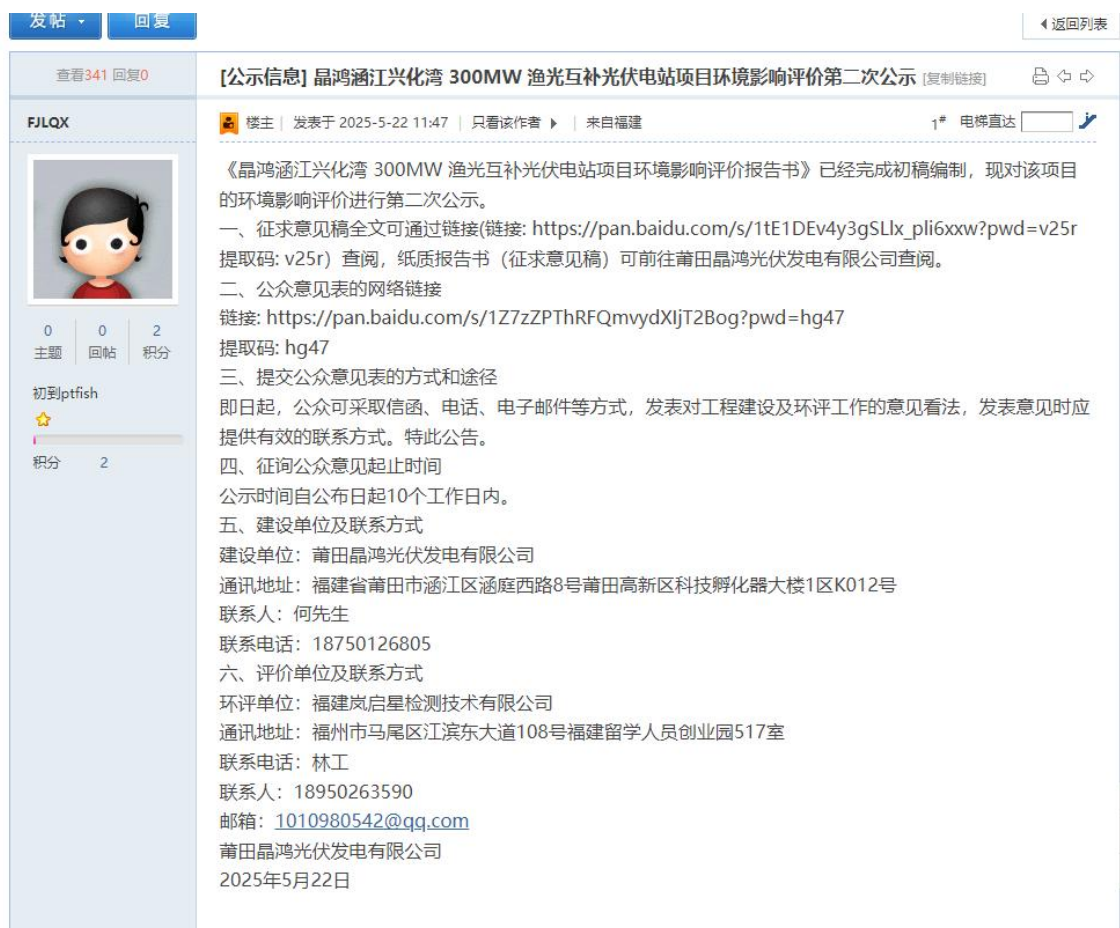 发帖
回复
返回列表
查看341 回复0
[公示信息] 晶鸿涵江兴化湾 300MW 渔光互补光伏电站项目环境影响评价第二次公示 [复制链接]
FJLQX
楼主 | 发表于 2025-5-22 11:47 | 只看该作者 | 来自福建
1# 电梯直达
《晶鸿涵江兴化湾 300MW 渔光互补光伏电站项目环境影响评价报告书》已经完成初稿编制，现对该项目
的环境影响评价进行第二次公示。
一、征求意见稿全文可通过链接(链接: https://pan.baidu.com/s/1tE1DEv4y3gSLlx_pli6xxw?pwd=v25r
提取码: v25r）查阅，纸质报告书（征求意见稿）可前往莆田晶鸿光伏发电有限公司查阅。
二、公众意见表的网络链接
链接: https://pan.baidu.com/s/1Z7zZPThRFQmvydXIjT2Bog?pwd=hg47
提取码: hg47
三、提交公众意见表的方式和途径
即日起，公众可采取信函、电话、电子邮件等方式，发表对工程建设及环评工作的意见看法，发表意见时应
提供有效的联系方式。特此公告。
四、征询公众意见起止时间
公示时间自公布日起10个工作日内。
五、建设单位及联系方式
建设单位：莆田晶鸿光伏发电有限公司
通讯地址：福建省莆田市涵江区涵庭西路8号莆田高新区科技孵化器大楼1区K012号
联系人：何先生
联系电话：18750126805
六、评价单位及联系方式
环评单位：福建岚启星检测技术有限公司
通讯地址：福州市马尾区江滨东大道108号福建留学人员创业园517室
联系电话：林工
联系人：18950263590
邮箱：1010980542@qq.com
莆田晶鸿光伏发电有限公司
2025年5月22日
0 0 2
主题 回帖 积分
初到ptfish
积分 2